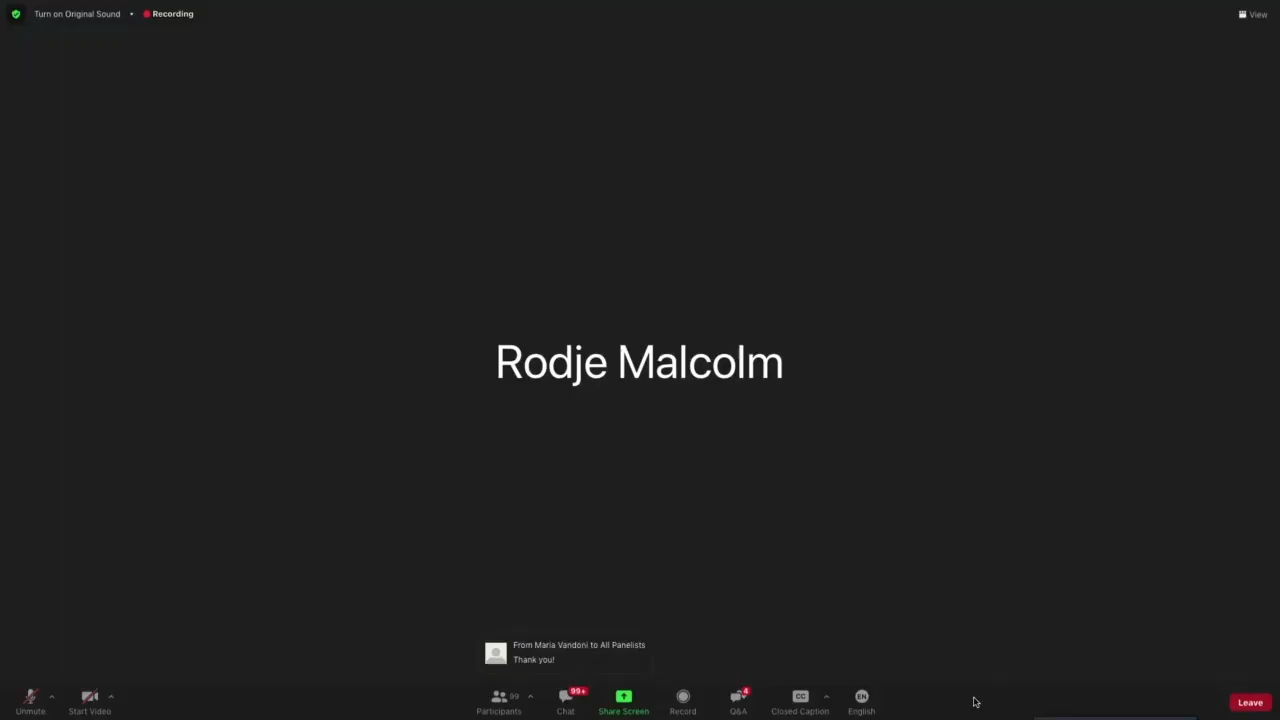 Turn on Original Sound • Recording
View
Rodje Malcolm
From Maria Vandoni to All Panelists
Thank you!
99 99+ 4 CC EN
Unmute Start Video Participants Chat Share Screen Record Q&A Closed Caption English Leave